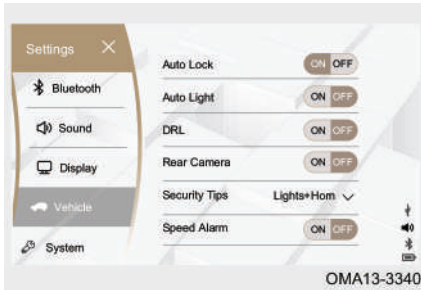 Settings
Auto Lock ON OFF
Bluetooth
Auto Light ON OFF
Sound
DRL ON OFF
Display
Rear Camera ON OFF
Vehicle
Security Tips Lights+Horn
System
Speed Alarm ON OFF
OMA13-3340